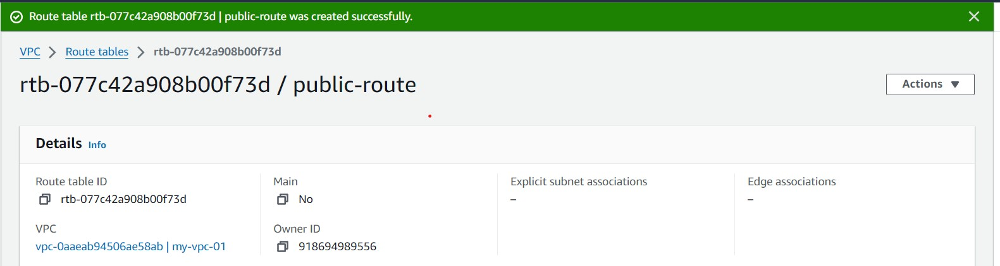 Route table rtb-077c42a908b00f73d | public-route was created successfully.
VPC > Route tables > rtb-077c42a908b00f73d
rtb-077c42a908b00f73d / public-route
Actions
Details Info
Route table ID
rtb-077c42a908b00f73d
Main
No
Explicit subnet associations
–
Edge associations
–
VPC
vpc-0aaeab94506ae58ab | my-vpc-01
Owner ID
918694989556